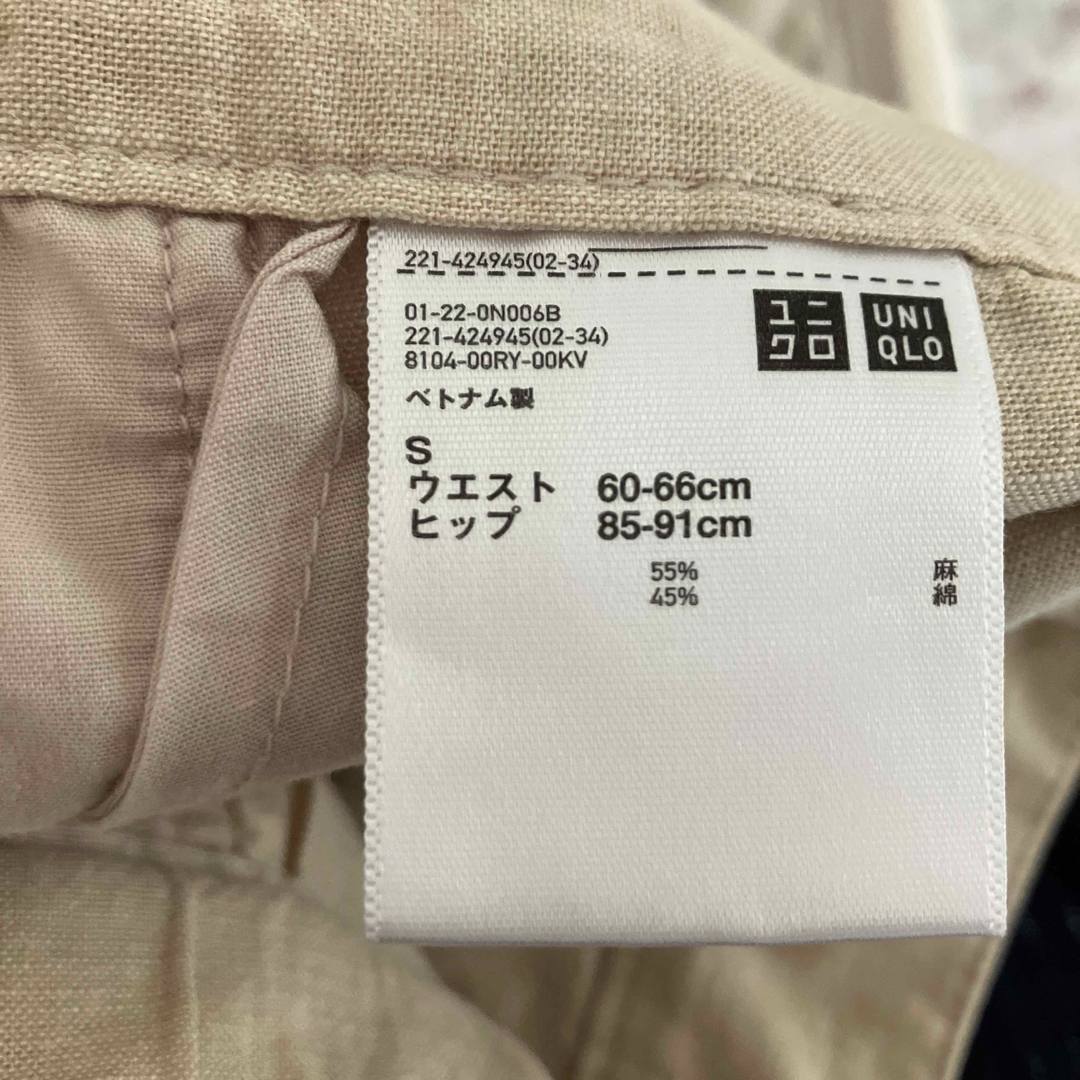 221-424945(02-34)
01-22-0N006B
221-424945(02-34)
8104-00RY-00KV
ベトナム製
ユニ
クロ
UNI
QLO
S
ウエスト 60-66cm
ヒップ 85-91cm
55% 麻
45% 綿